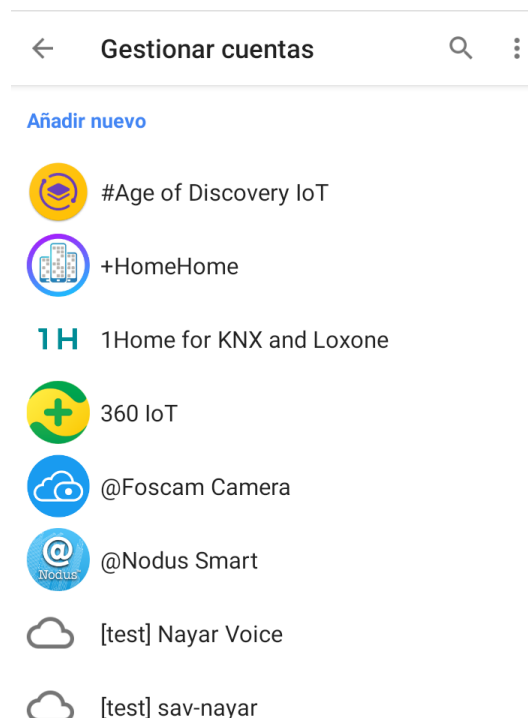 Gestionar cuentas
Añadir nuevo
#Age of Discovery IoT
+HomeHome
1H 1Home for KNX and Loxone
360 IoT
@Foscam Camera
@ Nodus @Nodus Smart
[test] Nayar Voice
[test] sav-nayar